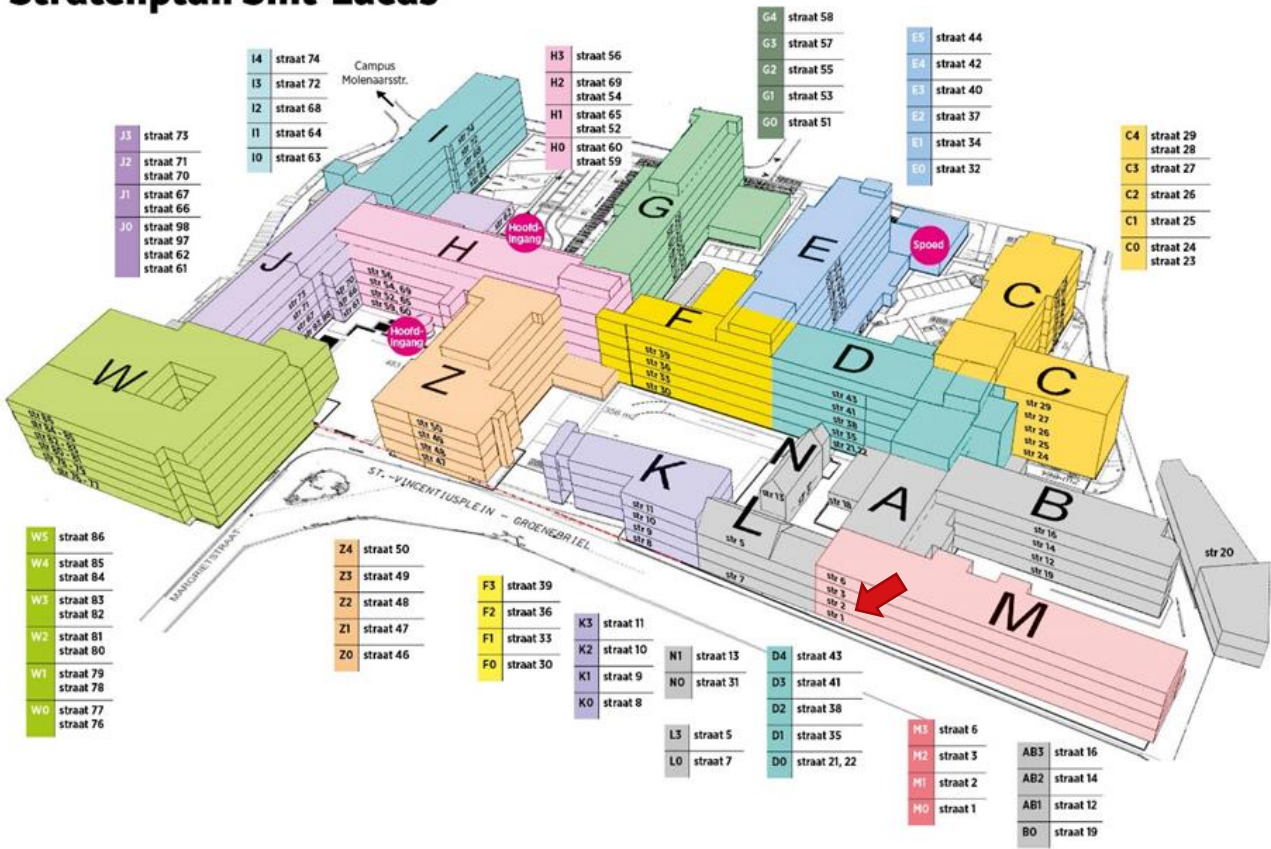 Stratenplan Sint-Lucas
I4 straat 74
I3 straat 72
I2 straat 68
I1 straat 64
I0 straat 63
Campus
Molenaarsstr.
H3 straat 56
H2 straat 69
straat 54
H1 straat 65
straat 52
H0 straat 60
straat 59
G4 straat 58
G3 straat 57
G2 straat 55
G1 straat 53
G0 straat 51
E5 straat 44
E4 straat 42
E3 straat 40
E2 straat 37
E1 straat 34
E0 straat 32
C4 straat 29
straat 28
C3 straat 27
C2 straat 26
C1 straat 25
C0 straat 24
straat 23
J3 straat 73
J2 straat 71
straat 70
J1 straat 67
straat 66
J0 straat 98
straat 97
straat 62
straat 61
I
J
H
Hoofd-
Ingang
G
E
Spoed
C
str 56
str 54, 69
str 52, 65
str 59, 60
Hoofd-
Ingang
W
Z
str 50
str 49
str 48
str 47
F
str 39
str 36
str 33
str 30
D
str 43
str 41
str 38
str 35
str 21,22
C
str 29
str 27
str 26
str 25
str 24
K
str 11
str 10
str 9
str 8
N
str 13
str 18
L
str 5
str 7
A
B
str 16
str 14
str 12
str 19
str 20
M
str 6
str 3
str 2
str 1
ST.-VINCENTIUSPLEIN - GROENEBRIEL
MARGRIETSTRAAT
W5 straat 86
W4 straat 85
straat 84
W3 straat 83
straat 82
W2 straat 81
straat 80
W1 straat 79
straat 78
W0 straat 77
straat 76
Z4 straat 50
Z3 straat 49
Z2 straat 48
Z1 straat 47
Z0 straat 46
F3 straat 39
F2 straat 36
F1 straat 33
F0 straat 30
K3 straat 11
K2 straat 10
K1 straat 9
K0 straat 8
N1 straat 13
N0 straat 31
L3 straat 5
L0 straat 7
D4 straat 43
D3 straat 41
D2 straat 38
D1 straat 35
D0 straat 21, 22
M3 straat 6
M2 straat 3
M1 straat 2
M0 straat 1
AB3 straat 16
AB2 straat 14
AB1 straat 12
B0 straat 19